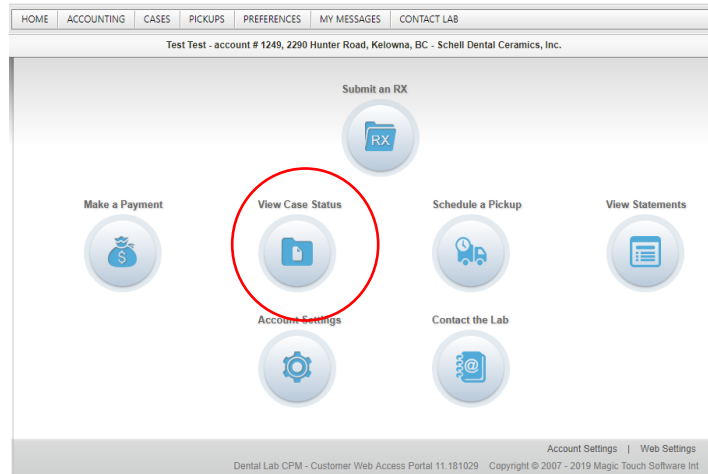 HOME ACCOUNTING CASES PICKUPS PREFERENCES MY MESSAGES CONTACT LAB
Test Test - account # 1249, 2290 Hunter Road, Kelowna, BC - Schell Dental Ceramics, Inc.
Submit an RX
RX
Make a Payment View Case Status Schedule a Pickup View Statements
$
Account Settings Contact the Lab
@
Account Settings | Web Settings
Dental Lab CPM - Customer Web Access Portal 11.181029 Copyright © 2007 - 2019 Magic Touch Software Int